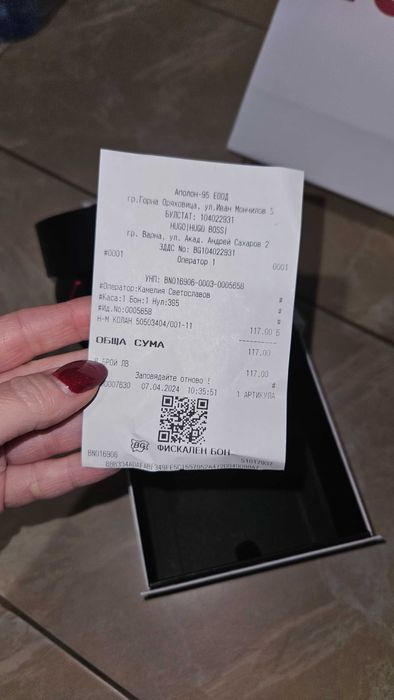 Аполон-95 ЕООД
гр.Горна Оряховица, ул.Иван Момчилов 5
БУЛСТАТ: 104022931
HUGO|HUGO BOSS|
гр. Варна, ул. Акад. Андрей Сахаров 2
ЗДДС No: BG104022931
#0001 Оператор 1 0001
УНП: BN016906-0003-0005658
#Оператор:Камелия Светославов #
#Каса:1 Бон:1 Нул:395 #
#Ид.No:0005658 #
Н-М КОЛАН 50503404/001-11 117.00 Б
ОБЩА СУМА 117.00
В БРОЙ ЛВ 117.00
Заповядайте отново ! #
0007630 07.04.2024 10:35:51 1 АРТИКУЛА
ФИСКАЛЕН БОН
BN016906